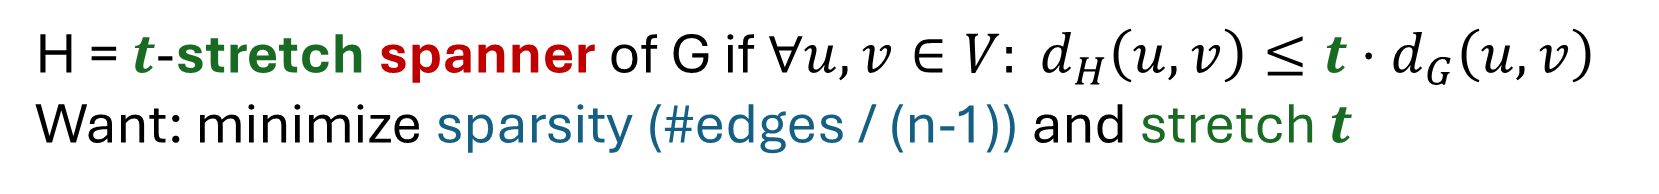 H = t-stretch spanner of G if ∀u, v ∈ V: d_H(u, v) ≤ t · d_G(u, v)
Want: minimize sparsity (#edges / (n-1)) and stretch t